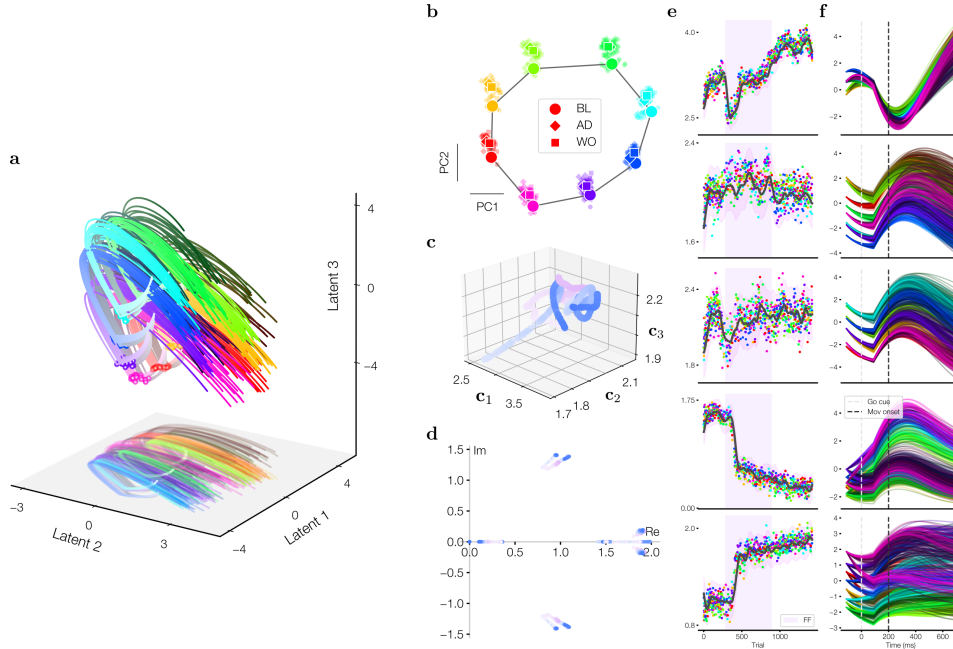 a
4
0
−4
Latent 3
−3
0
3
Latent 2
−4
0
4
Latent 1
b
BL
AD
WO
PC2
PC1
c
2.2
1.9
c3
2.5
3.5
c1
1.7
1.8
2.1
c2
d
1.5
Im
1.0
0.5
0.0
−0.5
−1.0
−1.5
Re
0.0
0.5
1.0
1.5
2.0
e
4.0
2.5
2.4
1.6
2.4
1.8
1.75
0.00
2.0
0.8
FF
0
500
1000
Trial
f
4
2
0
−2
4
2
0
−2
4
2
0
−2
Go cue
Mov onset
4
2
0
−2
4
3
2
1
0
−1
−2
−3
0
200
400
600
Time (ms)